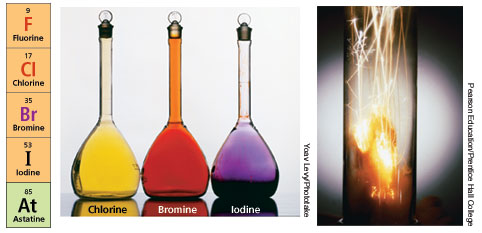 9
F
Fluorine
17
Cl
Chlorine
35
Br
Bromine
53
I
Iodine
85
At
Astatine
Chlorine
Bromine
Iodine
Yoav Levy/Phototake
Pearson Education/Prentice Hall College